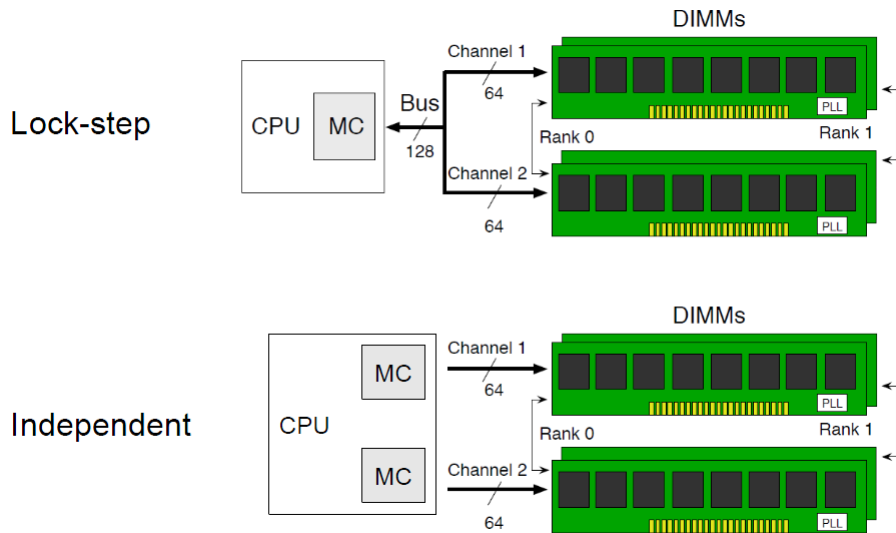 DIMMs
Channel 1
64
Lock-step
CPU
MC
Bus
128
PLL
Rank 0
Rank 1
Channel 2
64
PLL
DIMMs
Channel 1
64
MC
PLL
Independent
CPU
Rank 0
Rank 1
MC
Channel 2
64
PLL